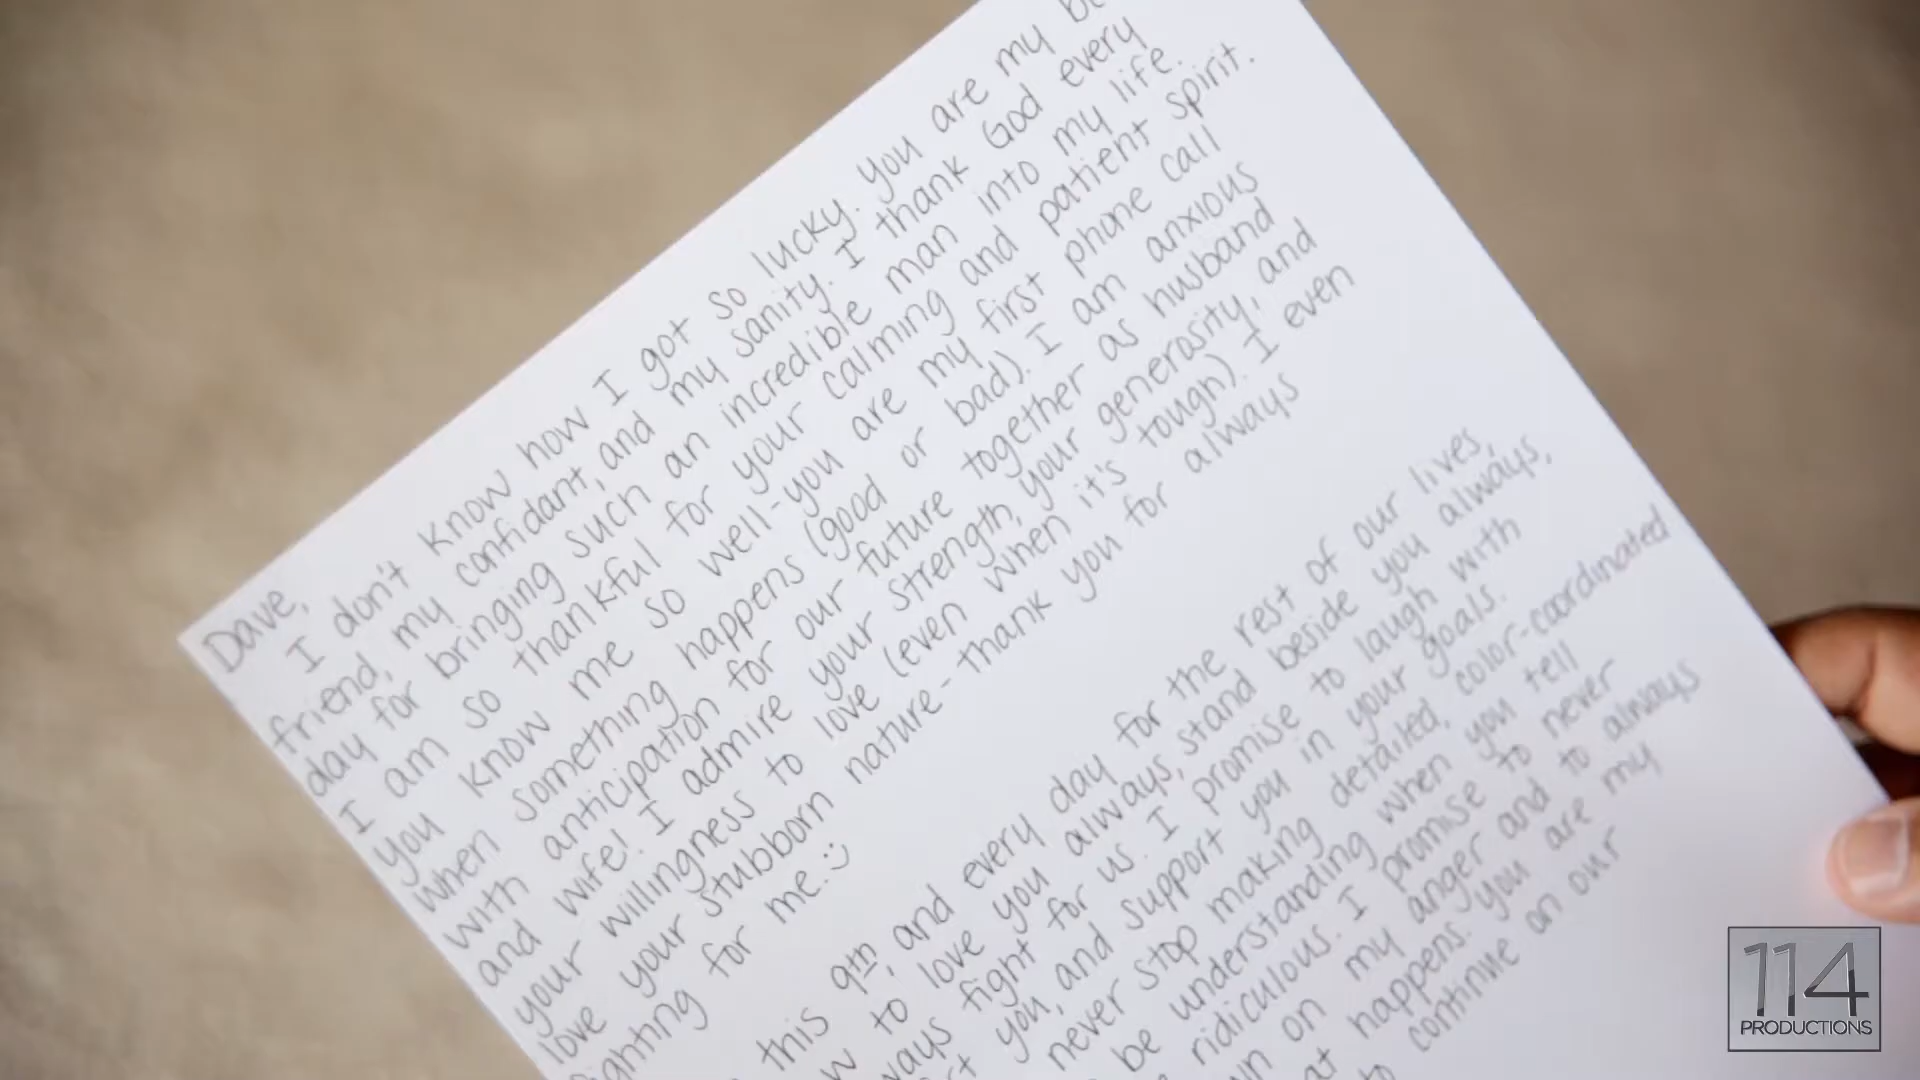 Dave,
I don't know how I got so lucky. You are my
friend, my confidant, and my sanity. I thank God every
day for bringing such an incredible man into my life.
I am so thankful for your calming and patient spirit.
You know me so well-you are my first phone call
when something happens (good or bad). I am anxious
with anticipation for our future together as husband
and wife! I admire your strength, your generosity, and
your willingness to love (even when it's tough). I even
love your stubborn nature-thank you for always
fighting for me. :)
this 9th, and every day for the rest of our lives,
to love you always, stand beside you always,
fight for us. I promise to laugh with
you, and support you in your goals.
never stop making detailed, color-coordinated
be understanding when you tell
ridiculous. I promise to never
on my anger and to always
happens. You are my
to continue on our
114
PRODUCTIONS